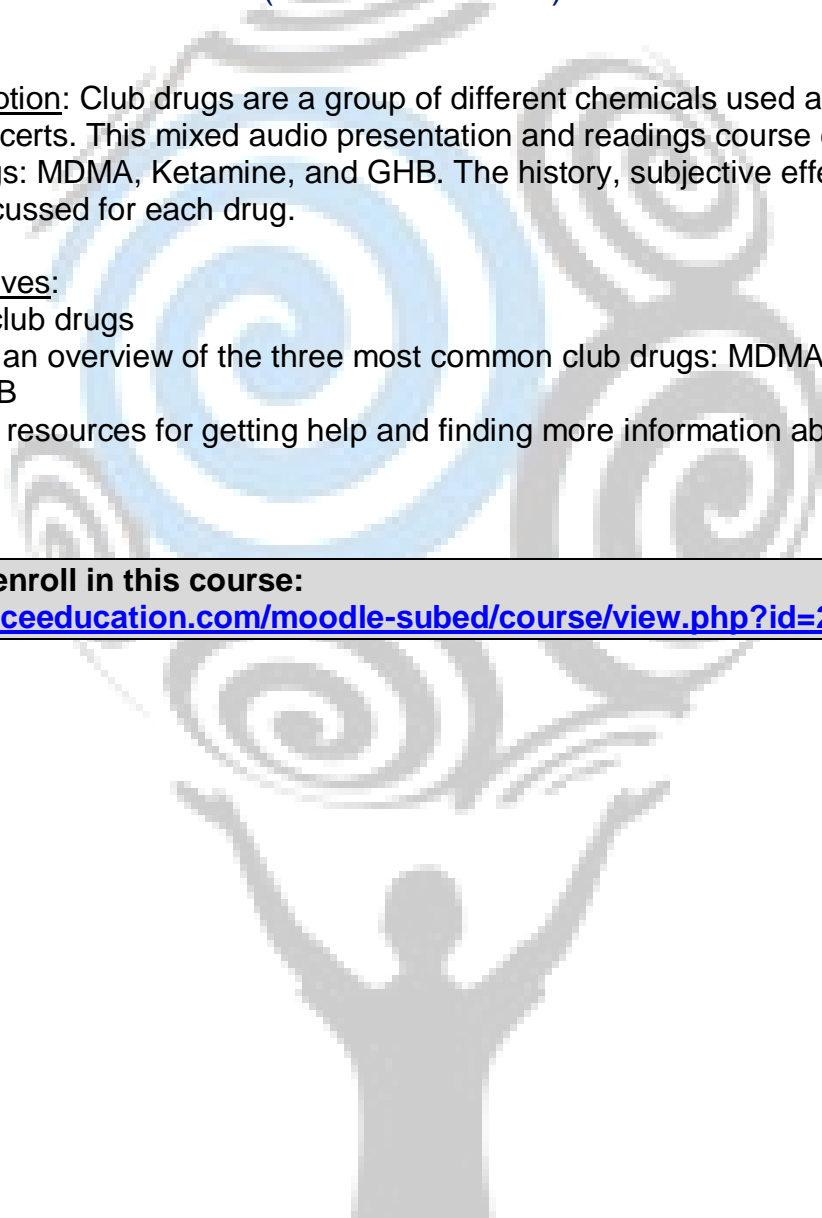 otion: Club drugs are a group of different chemicals used a
certs. This mixed audio presentation and readings course
gs: MDMA, Ketamine, and GHB. The history, subjective effe
cussed for each drug.
ves:
club drugs
an overview of the three most common club drugs: MDMA
B
resources for getting help and finding more information ab
enroll in this course:
ceeducation.com/moodle-subed/course/view.php?id=2